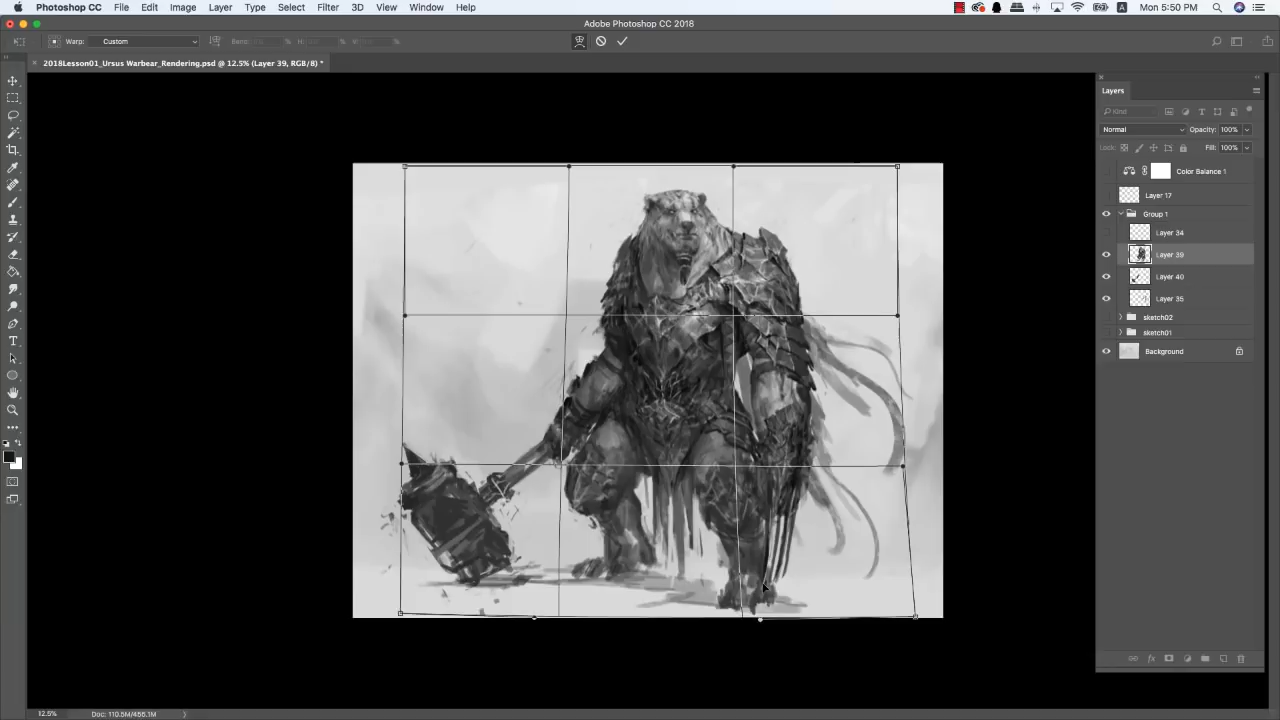 Photoshop CC File Edit Image Layer Type Select Filter 3D View Window Help Mon 5:50 PM
Adobe Photoshop CC 2018
Warp: Custom
2018Lesson01_Ursus Warbear_Rendering.psd @ 12.5% (Layer 39, RGB/8) *
Layers
Kind
Normal Opacity: 100%
Lock: Fill: 100%
Color Balance 1
Layer 17
Group 1
Layer 34
Layer 39
Layer 40
Layer 35
sketch02
sketch01
Background
12.5% Doc: 110.5M/455.1M